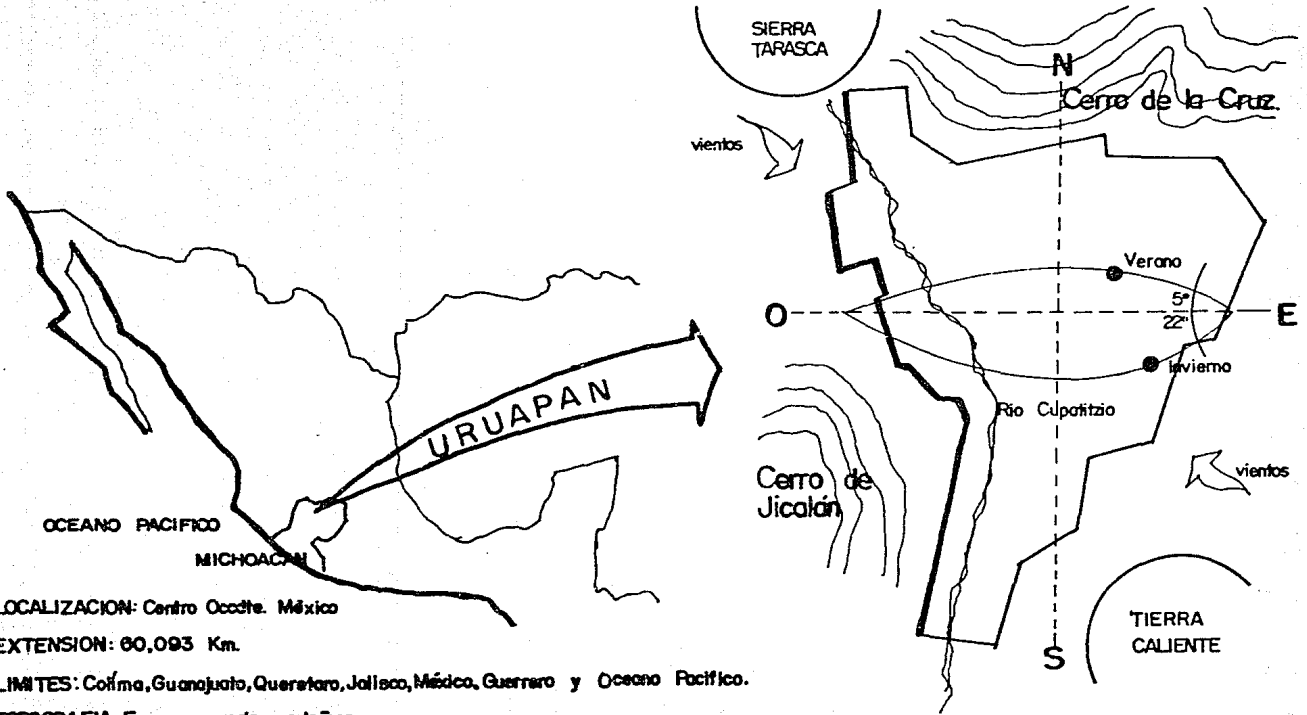 SIERRA
TARASCA
N
Cerro de la Cruz.
vientos
Verano
5°
22°
O
E
Invierno
URUAPAN
Río Cupatitzio
Cerro de
Jicalán
vientos
OCEANO PACIFICO
MICHOACAN
TIERRA
CALIENTE
S
LOCALIZACION: Centro Occdte. México
EXTENSION: 60,093 Km.
LIMITES: Colíma, Guanajuato, Queretaro, Jalisco, México, Guerrero y Oceano Pacifico.